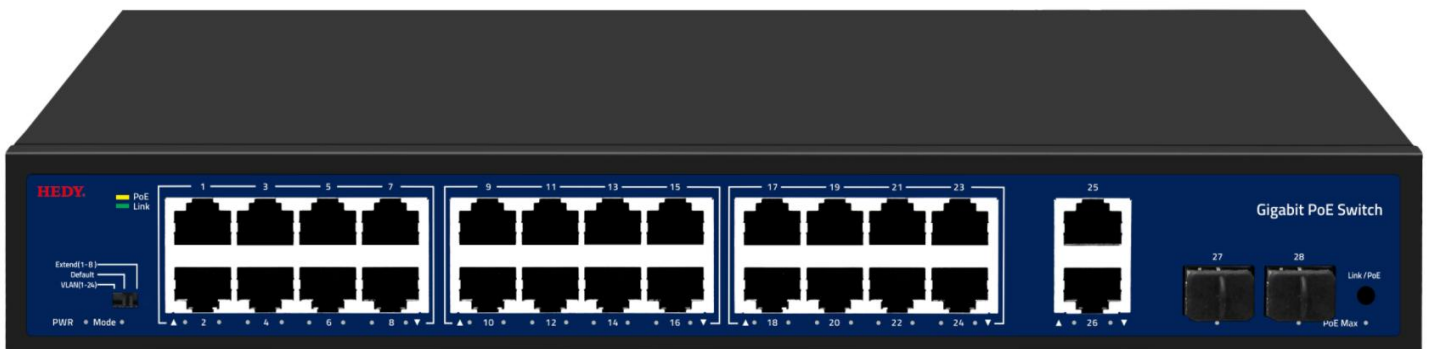 HEDY.
PoE
Link
1 3 5 7
9 11 13 15
17 19 21 23
25
Gigabit PoE Switch
27 28
Extend(1-8)
Default
VLAN(1-24)
Link/PoE
PWR Mode
▲ 2 4 6 8 ▼
▲ 10 12 14 16 ▼
▲ 18 20 22 24 ▼
▲ 26 ▼
PoE Max